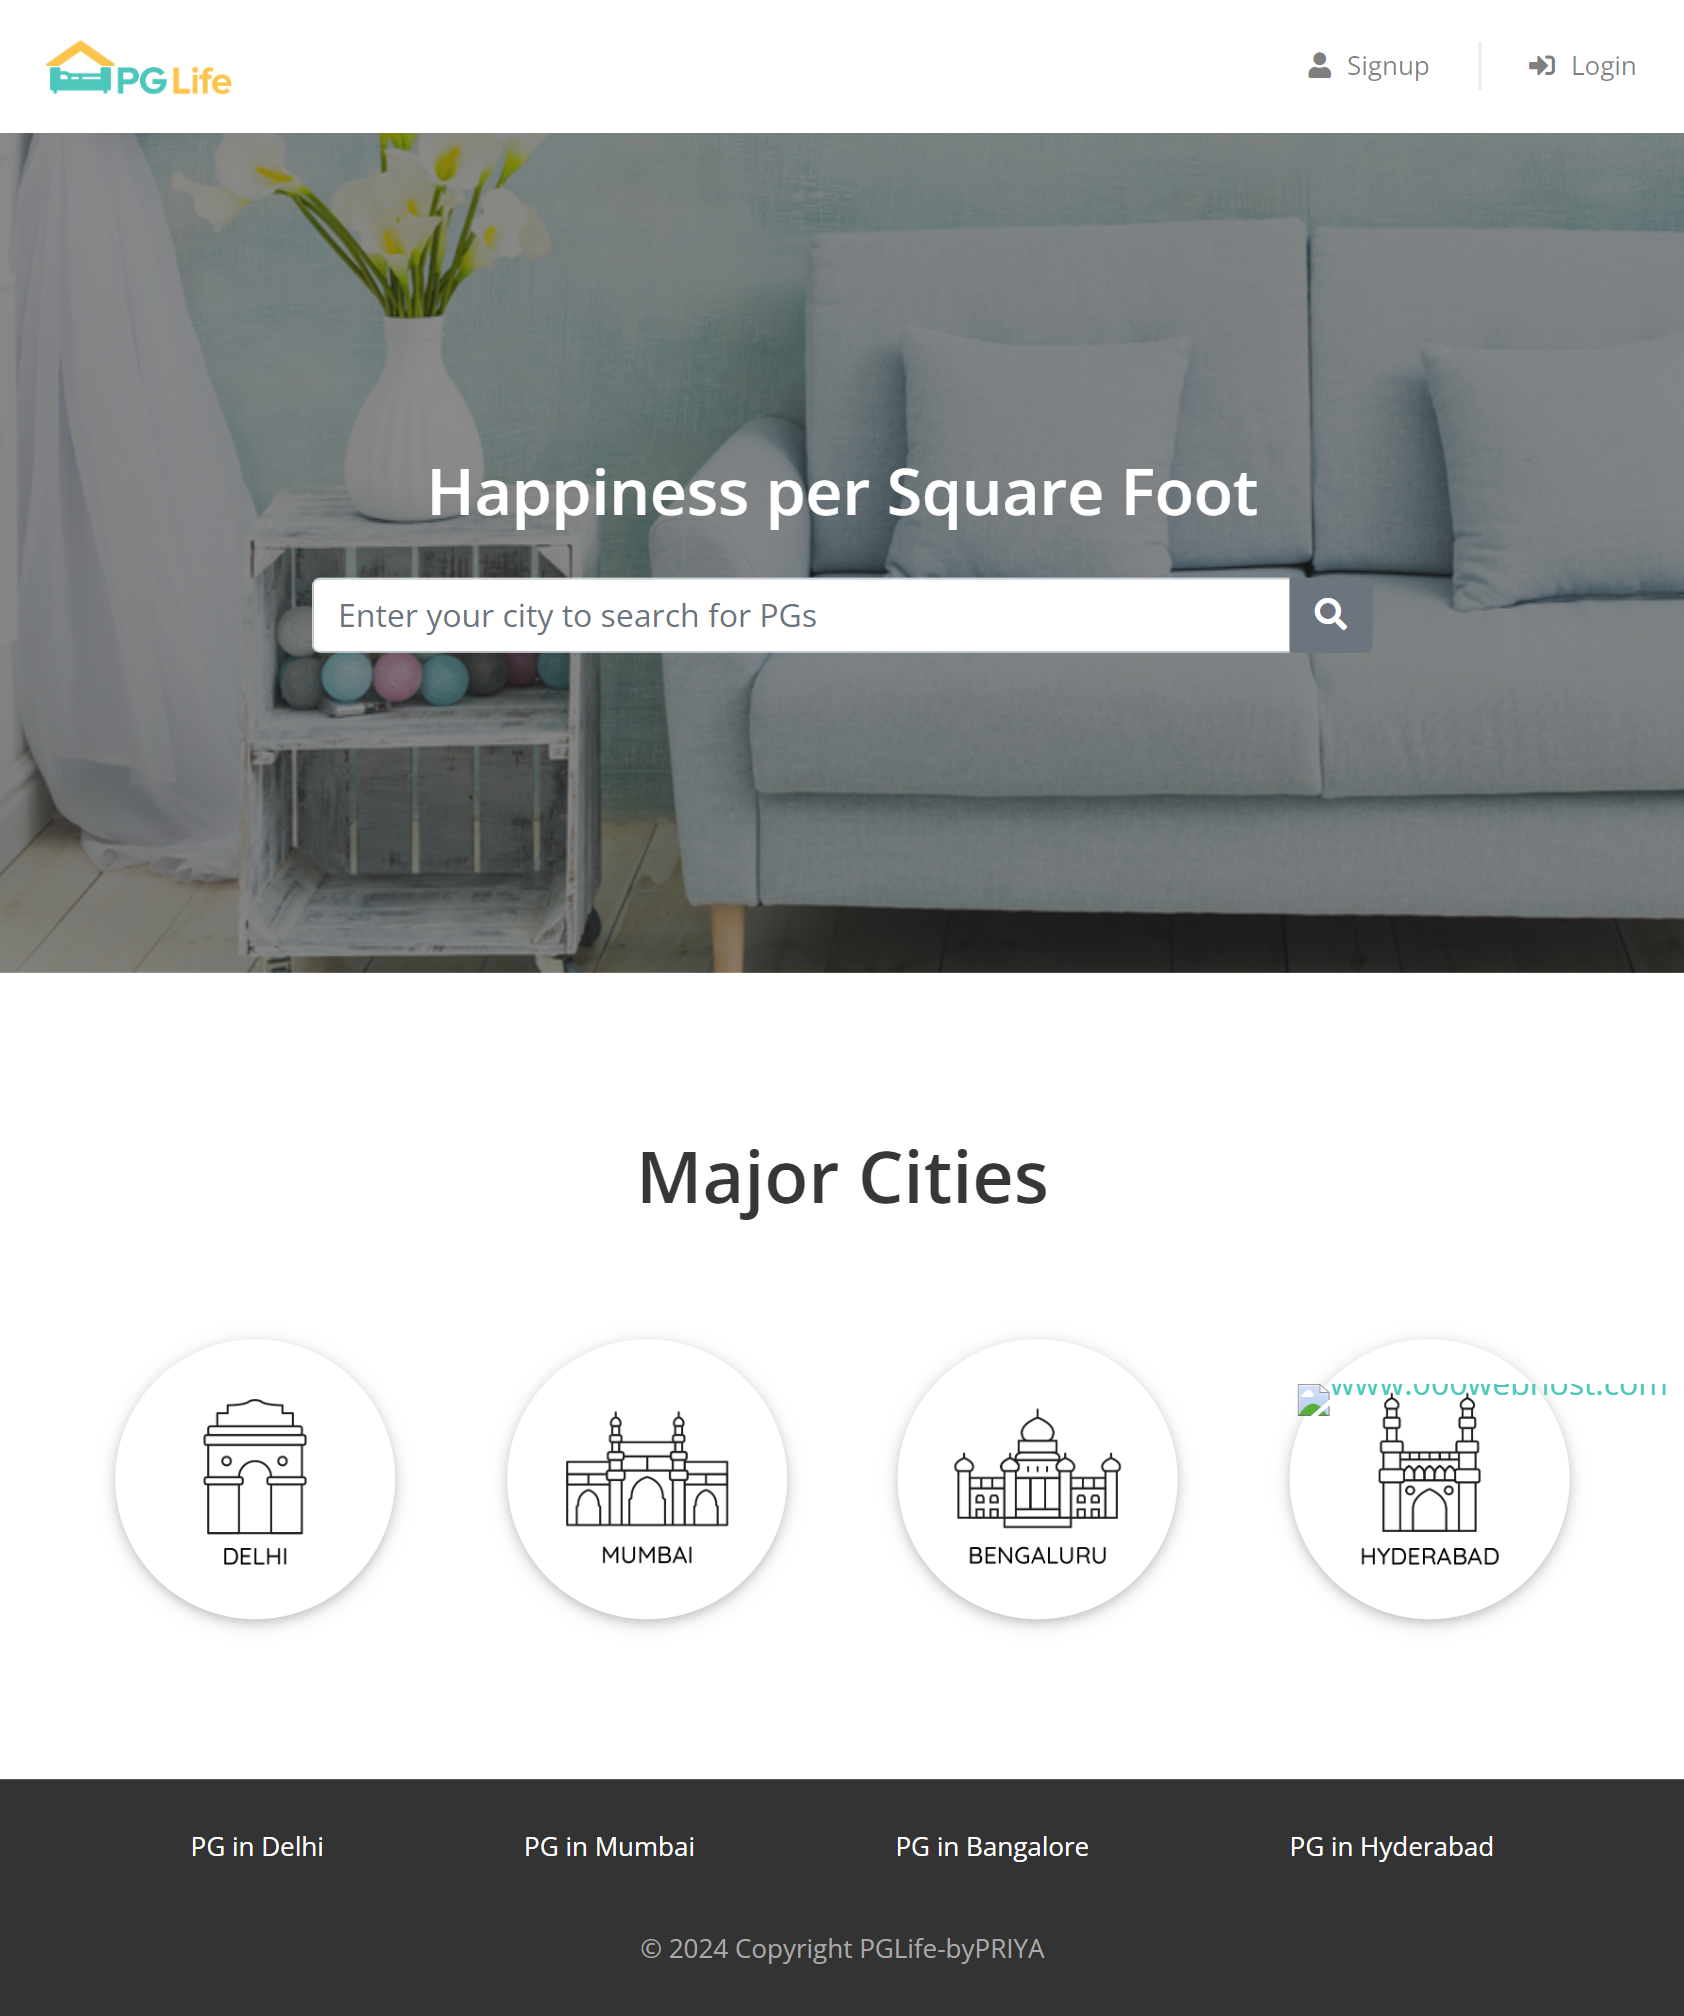 PG Life
Signup
Login
Happiness per Square Foot
Enter your city to search for PGs
Major Cities
www.000webhost.com
DELHI
MUMBAI
BENGALURU
HYDERABAD
PG in Delhi
PG in Mumbai
PG in Bangalore
PG in Hyderabad
© 2024 Copyright PGLife-byPRIYA